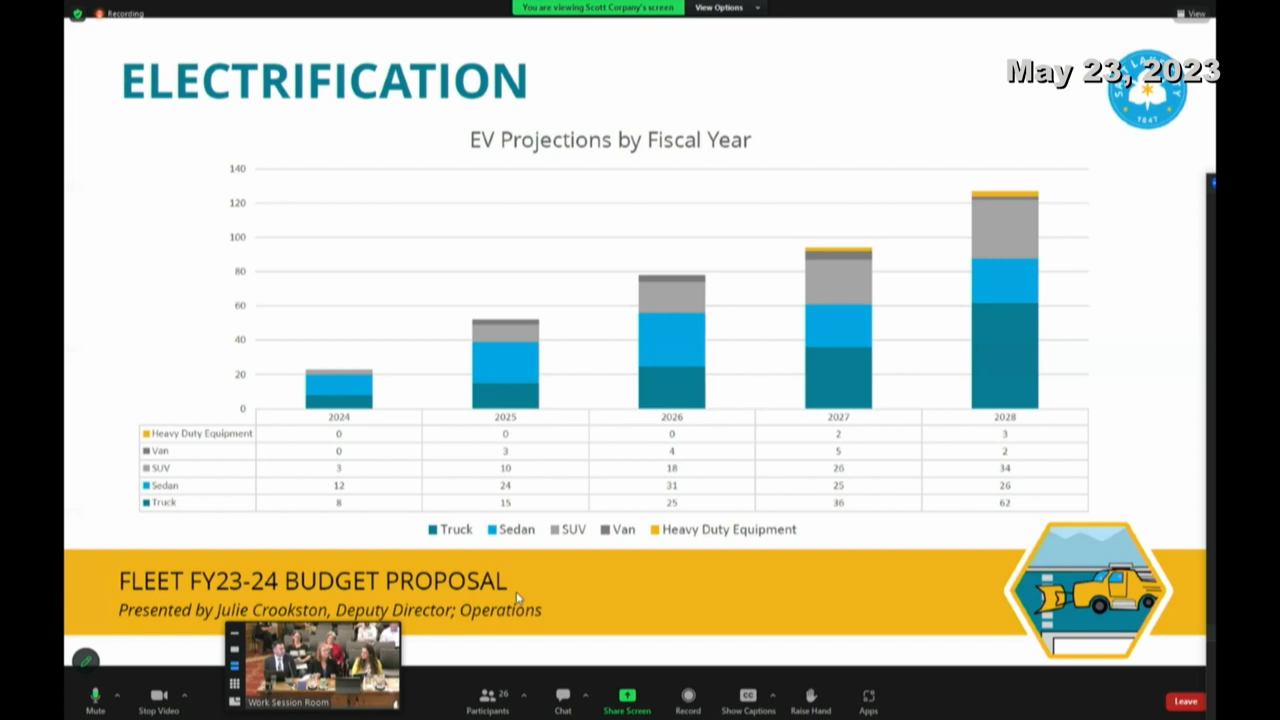 Recording
You are viewing Scott Corpany's screen
View Options
View
ELECTRIFICATION
May 23, 2023
1847
EV Projections by Fiscal Year
140
120
100
80
60
40
20
0
2024 2025 2026 2027 2028
Heavy Duty Equipment 0 0 0 2 3
Van 0 3 4 5 2
SUV 3 10 18 26 34
Sedan 12 24 31 25 26
Truck 8 15 25 36 62
Truck Sedan SUV Van Heavy Duty Equipment
FLEET FY23-24 BUDGET PROPOSAL
Presented by Julie Crookston, Deputy Director; Operations
Work Session Room
Mute
Stop Video
26
Participants
Chat
Share Screen
Record
CC
Show Captions
Raise Hand
Apps
Leave